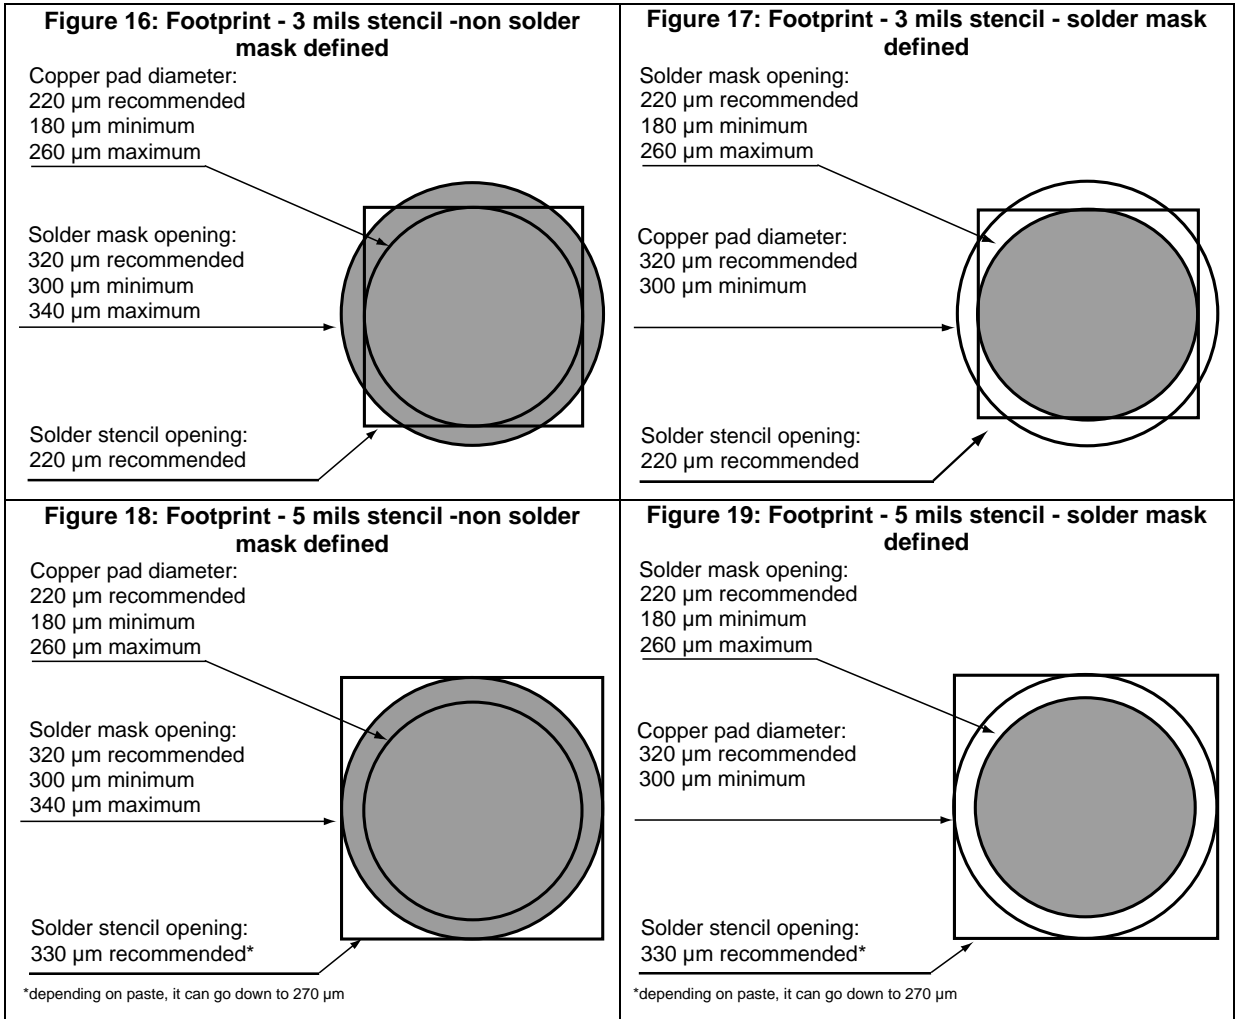 Figure 16: Footprint - 3 mils stencil -non solder
mask defined
Copper pad diameter:
220 µm recommended
180 µm minimum
260 µm maximum
Solder mask opening:
320 µm recommended
300 µm minimum
340 µm maximum
Solder stencil opening:
220 µm recommended
Figure 17: Footprint - 3 mils stencil - solder mask
defined
Solder mask opening:
220 µm recommended
180 µm minimum
260 µm maximum
Copper pad diameter:
320 µm recommended
300 µm minimum
Solder stencil opening:
220 µm recommended
Figure 18: Footprint - 5 mils stencil -non solder
mask defined
Copper pad diameter:
220 µm recommended
180 µm minimum
260 µm maximum
Solder mask opening:
320 µm recommended
300 µm minimum
340 µm maximum
Solder stencil opening:
330 µm recommended*
*depending on paste, it can go down to 270 µm
Figure 19: Footprint - 5 mils stencil - solder mask
defined
Solder mask opening:
220 µm recommended
180 µm minimum
260 µm maximum
Copper pad diameter:
320 µm recommended
300 µm minimum
Solder stencil opening:
330 µm recommended*
*depending on paste, it can go down to 270 µm